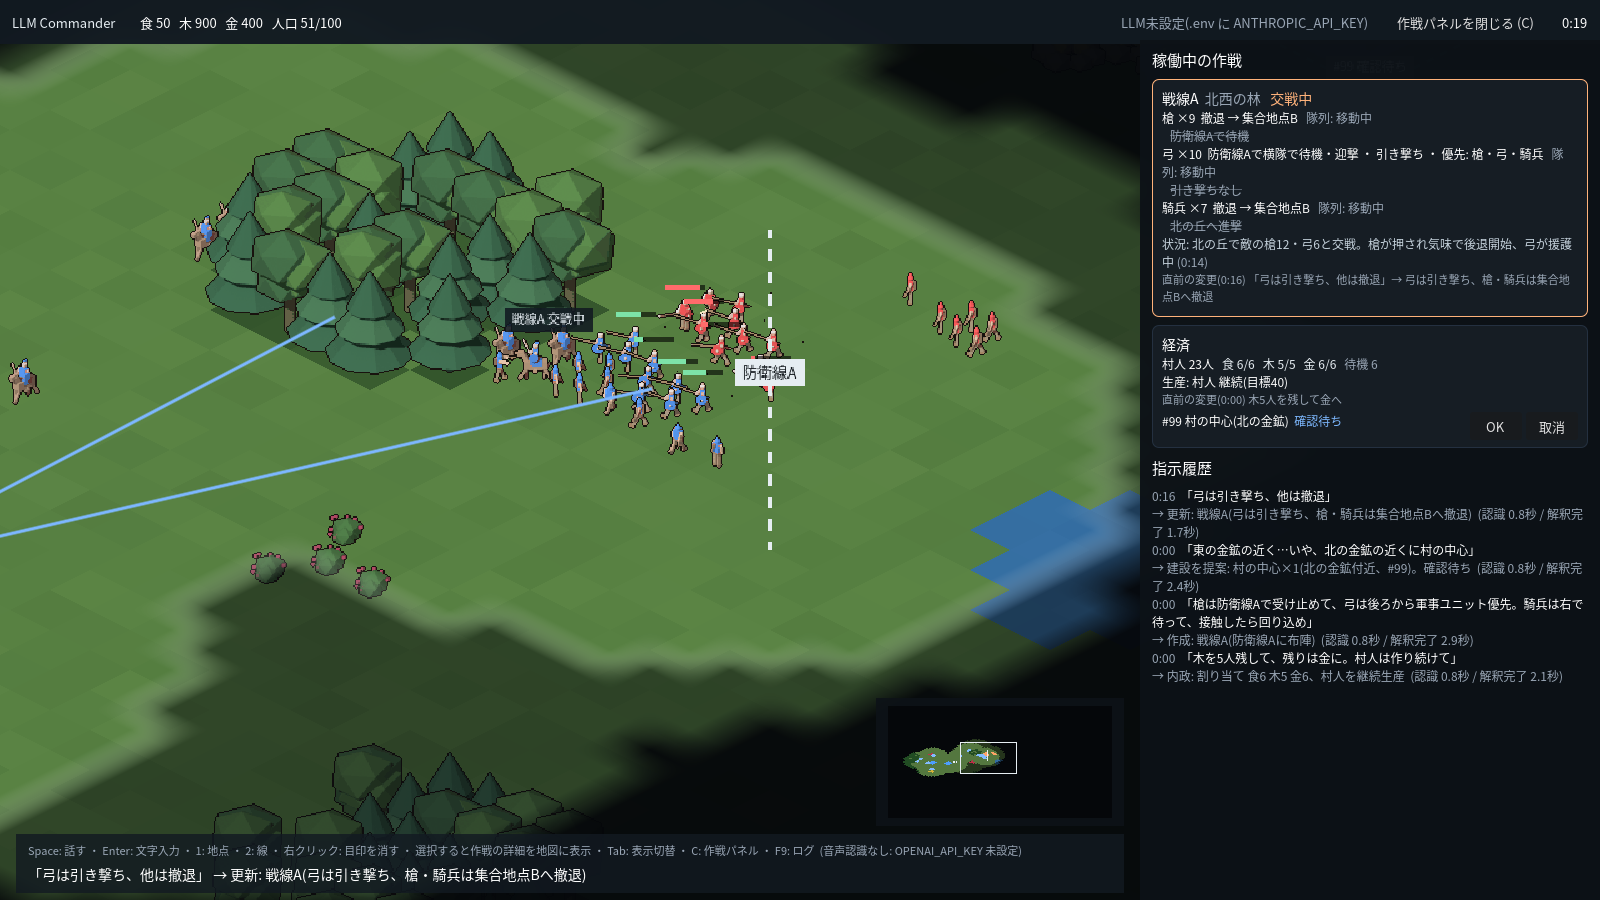 LLM Commander 食 50 木 900 金 400 人口 51/100 LLM未設定(.env に ANTHROPIC_API_KEY) 作戦パネルを閉じる (C) 0:19
稼働中の作戦
戦線A 北西の林 交戦中
槍 ×9 撤退 → 集合地点B 隊列: 移動中
防衛線Aで待機
弓 ×10 防衛線Aで横隊で待機・迎撃 ・ 引き撃ち ・ 優先: 槍・弓・騎兵 隊
列: 移動中
引き撃ちなし
騎兵 ×7 撤退 → 集合地点B 隊列: 移動中
北の丘へ進撃
状況: 北の丘で敵の槍12・弓6と交戦。槍が押され気味で後退開始、弓が援護
中 (0:14)
直前の変更(0:16) 「弓は引き撃ち、他は撤退」 → 弓は引き撃ち、槍・騎兵は集合地
点Bへ撤退
経済
村人 23人 食 6/6 木 5/5 金 6/6 待機 6
生産: 村人 継続(目標40)
直前の変更(0:00) 木5人を残して金へ
#99 村の中心(北の金鉱) 確認待ち OK 取消
指示履歴
0:16 「弓は引き撃ち、他は撤退」
→ 更新: 戦線A(弓は引き撃ち、槍・騎兵は集合地点Bへ撤退) (認識 0.8秒 / 解釈完
了 1.7秒)
0:00 「東の金鉱の近く…いや、北の金鉱の近くに村の中心」
→ 建設を提案: 村の中心×1(北の金鉱付近、#99)。確認待ち (認識 0.8秒 / 解釈完
了 2.4秒)
0:00 「槍は防衛線Aで受け止めて、弓は後ろから軍事ユニット優先。騎兵は右で
待って、接触したら回り込め」
→ 作成: 戦線A(防衛線Aに布陣) (認識 0.8秒 / 解釈完了 2.9秒)
0:00 「木を5人残して、残りは金に。村人は作り続けて」
→ 内政: 割り当て 食6 木5 金6、村人を継続生産 (認識 0.8秒 / 解釈完了 2.1秒)
戦線A 交戦中
防衛線A
Space: 話す ・ Enter: 文字入力 ・ 1: 地点 ・ 2: 線 ・ 右クリック: 目印を消す ・ 選択すると作戦の詳細を地図に表示 ・ Tab: 表示切替 ・ C: 作戦パネル ・ F9: ログ (音声認識なし: OPENAI_API_KEY 未設定)
「弓は引き撃ち、他は撤退」 → 更新: 戦線A(弓は引き撃ち、槍・騎兵は集合地点Bへ撤退)